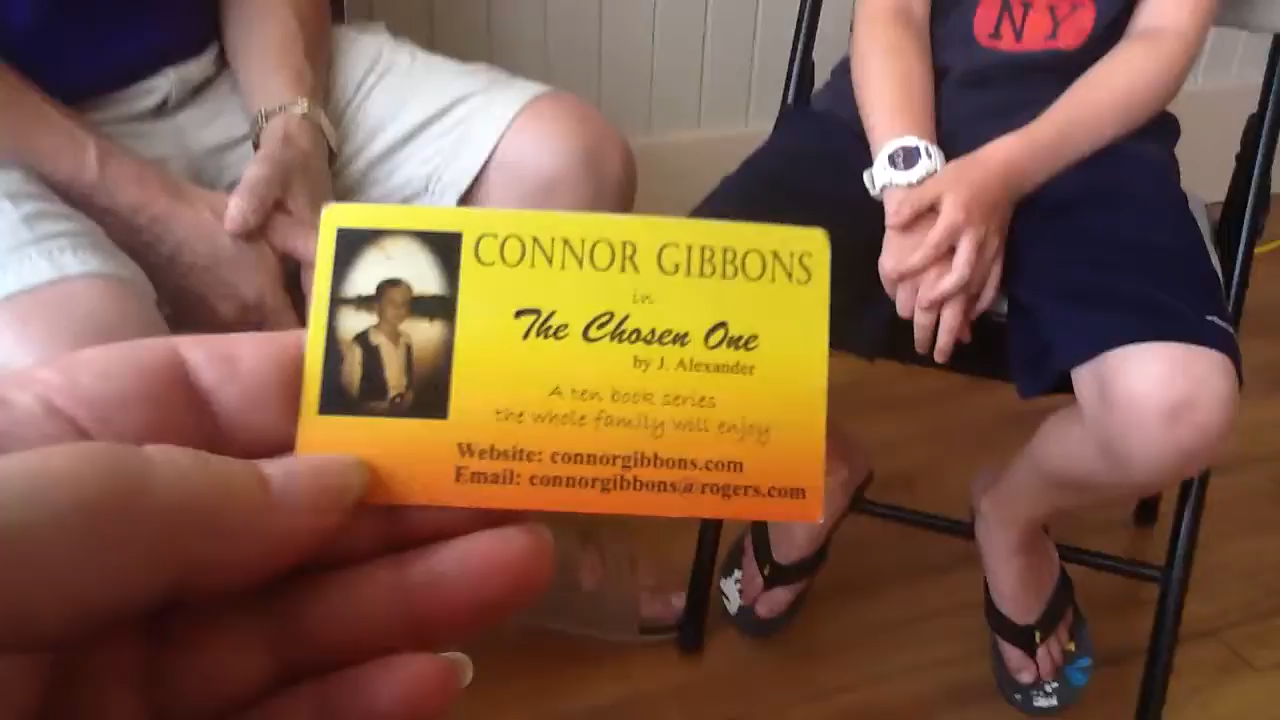 NY
CONNOR GIBBONS
in
The Chosen One
by J. Alexander
A ten book series
the whole family will enjoy
Website: connorgibbons.com
Email: connorgibbons@rogers.com